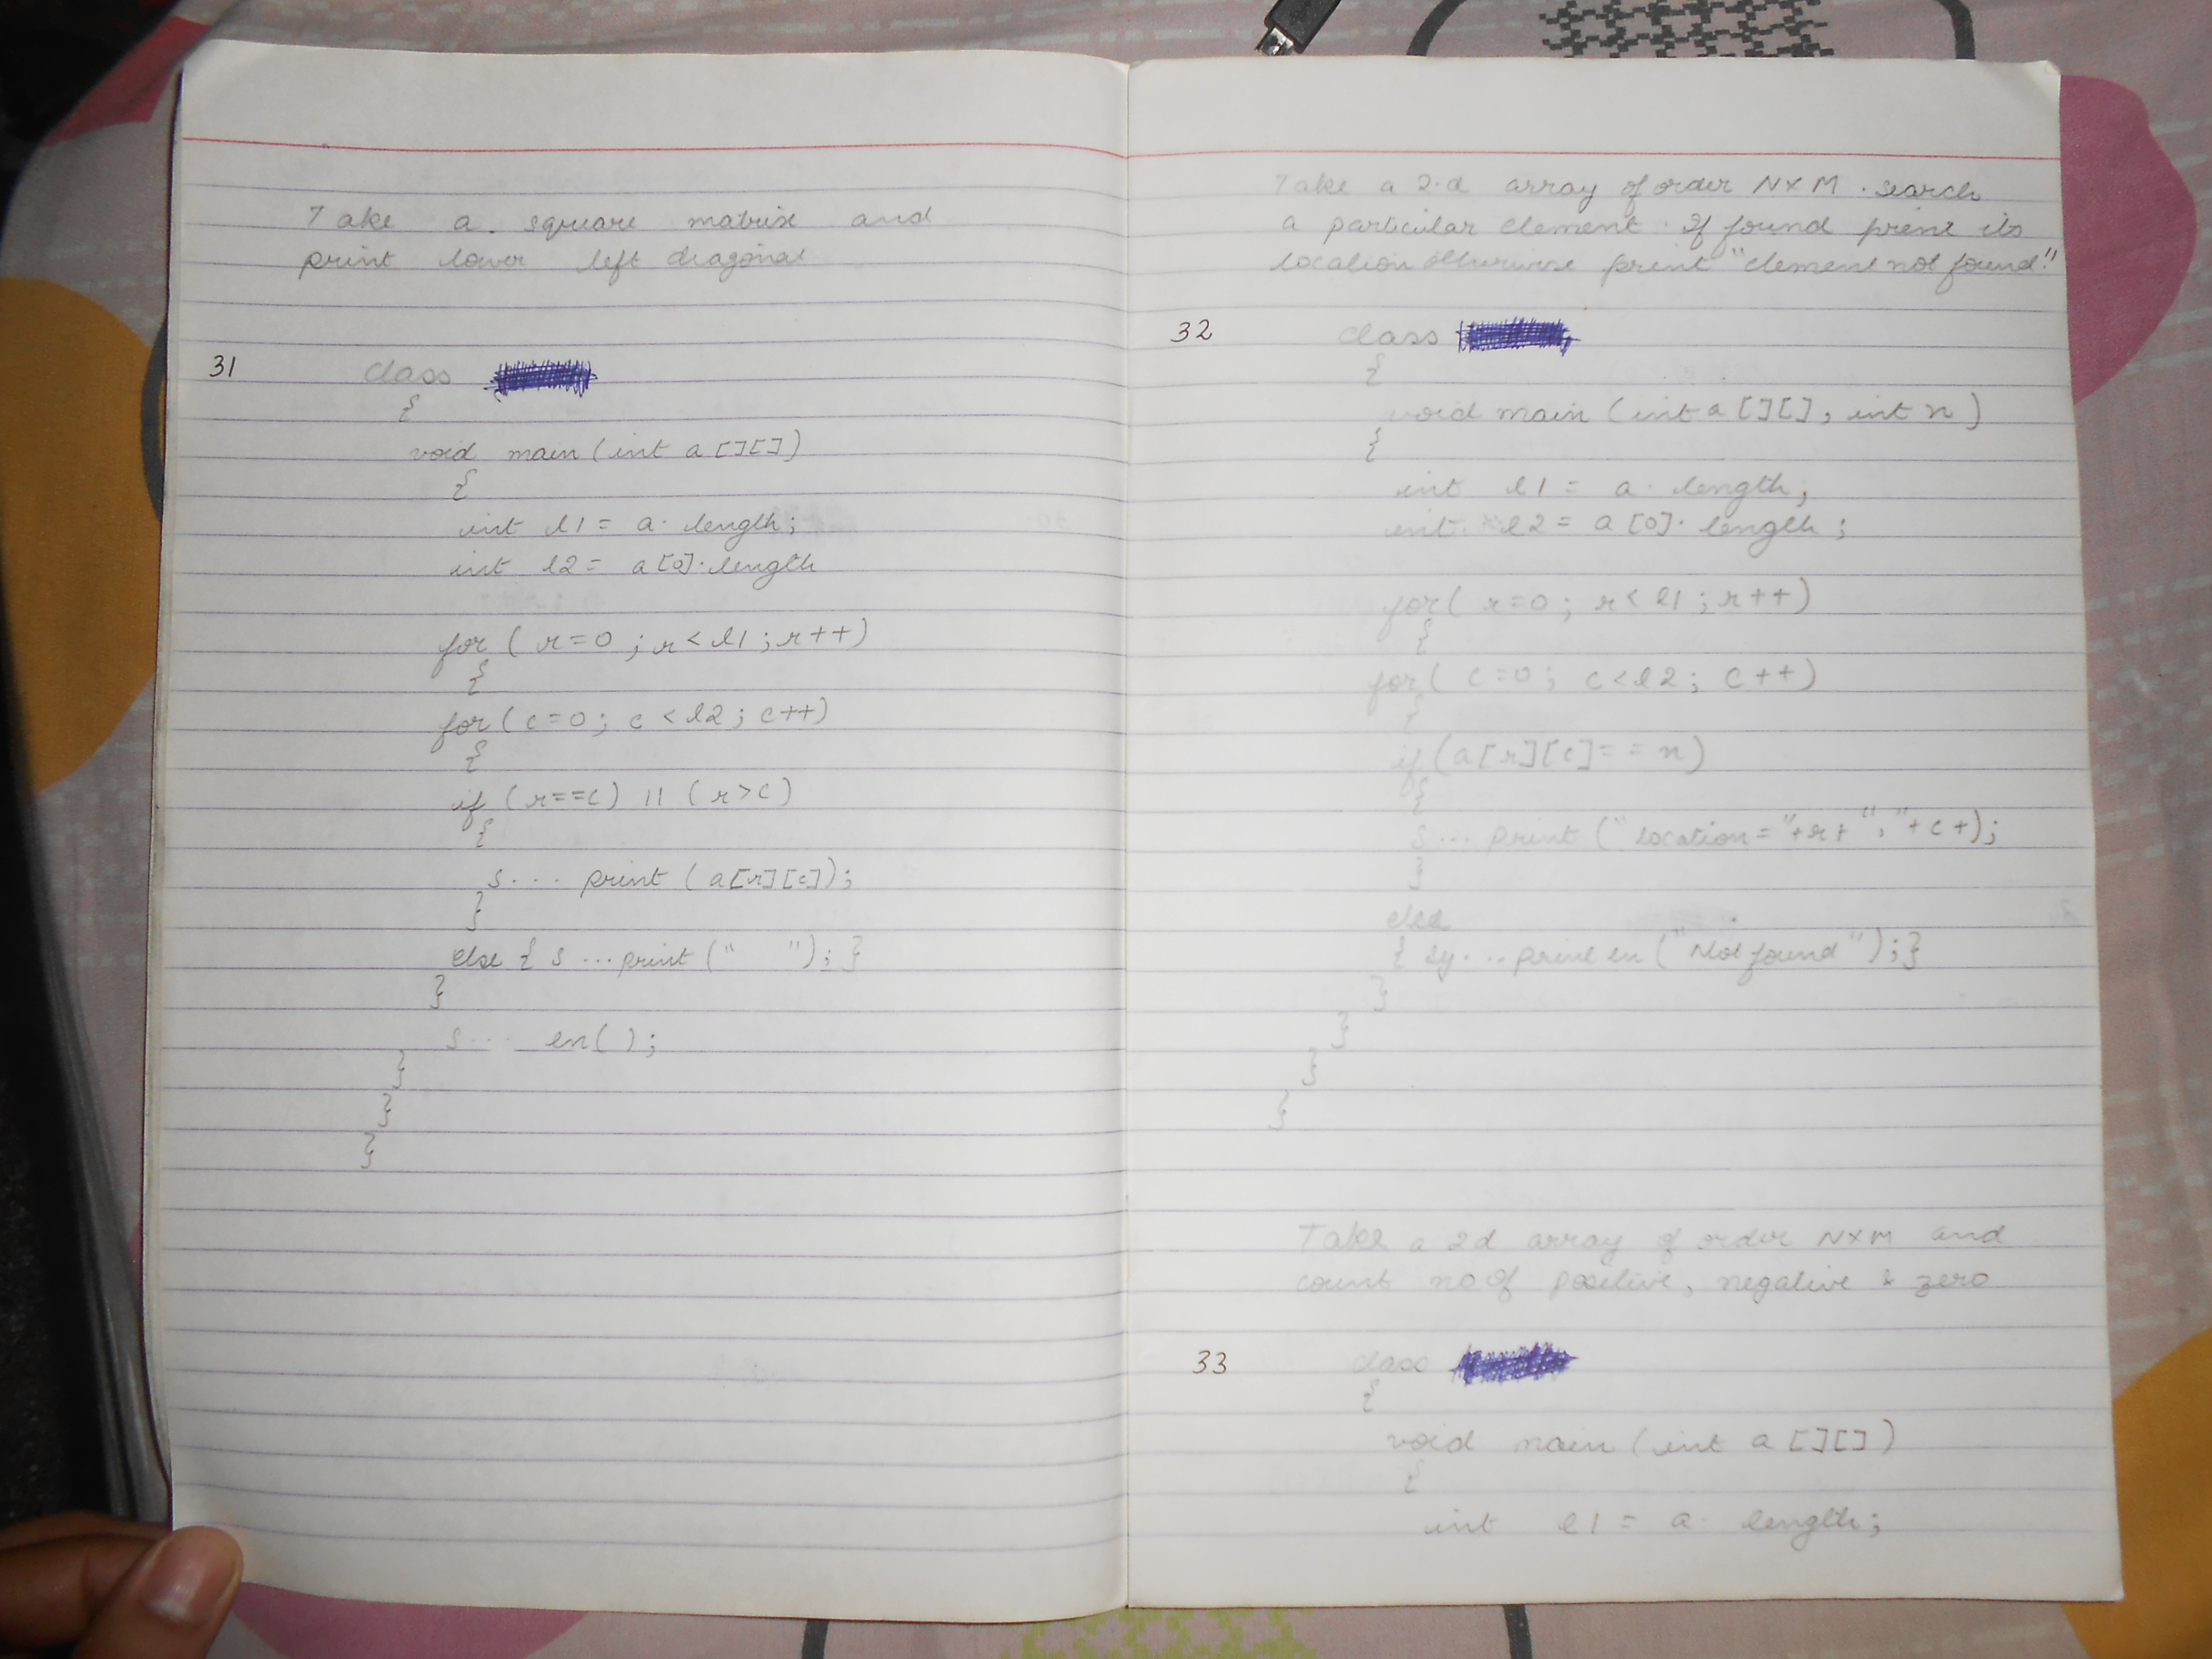 Take a. square matrix and
print lower left diagonal
31 class
{
void main (int a [][])
{
int l1 = a. length;
int l2 = a[0].length
for ( r=0 ; r<l1 ; r++)
{
for ( c=0 ; c < l2 ; c++)
{
if (r==c) || ( r>c)
{
s... print (a[r][c]);
}
else { s ...print (" "); }
}
s... ln( );
}
}
}
Take a 2.d array of order N×M . search
a particular element. If found print its
location otherwise print "element not found."
32 class
{
void main (int a [][], int n )
{
int l1 = a. length;
int l2 = a [0]. length ;
for( r=0 ; r< l1 ; r++)
{
for( c=0 ; c<l2 ; c++)
{
if (a[r][c]= = n)
{
s... print (" location = "+r+ " , "+c +);
}
else
{ sy... print ln ("Not found"); }
}
}
}
}
Take a 2d array of order N×M and
count no of positive, negative & zero
33 class
{
void main (int a [][])
{
int l1 = a. length;